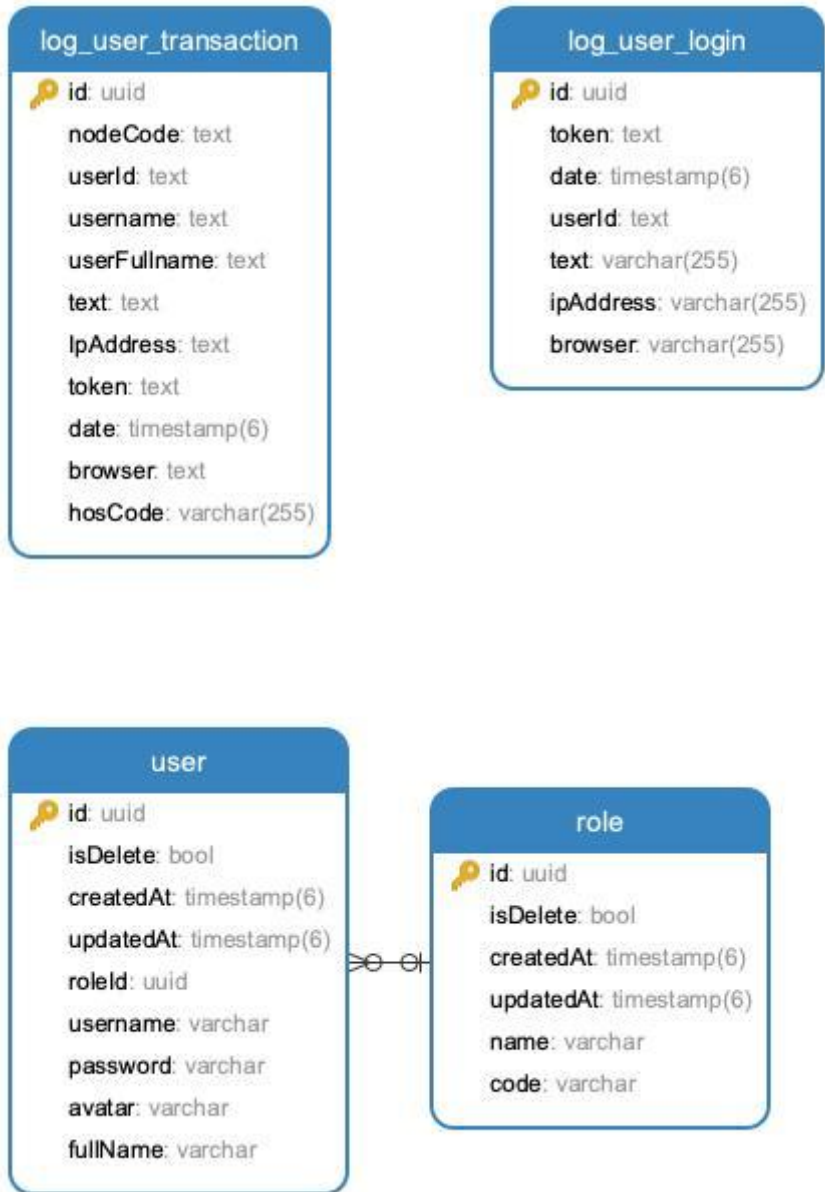 log_user_transaction
id: uuid
nodeCode: text
userId: text
username: text
userFullname: text
text: text
IpAddress: text
token: text
date: timestamp(6)
browser: text
hosCode: varchar(255)
log_user_login
id: uuid
token: text
date: timestamp(6)
userId: text
text: varchar(255)
ipAddress: varchar(255)
browser: varchar(255)
user
id: uuid
isDelete: bool
createdAt: timestamp(6)
updatedAt: timestamp(6)
roleId: uuid
username: varchar
password: varchar
avatar: varchar
fullName: varchar
role
id: uuid
isDelete: bool
createdAt: timestamp(6)
updatedAt: timestamp(6)
name: varchar
code: varchar